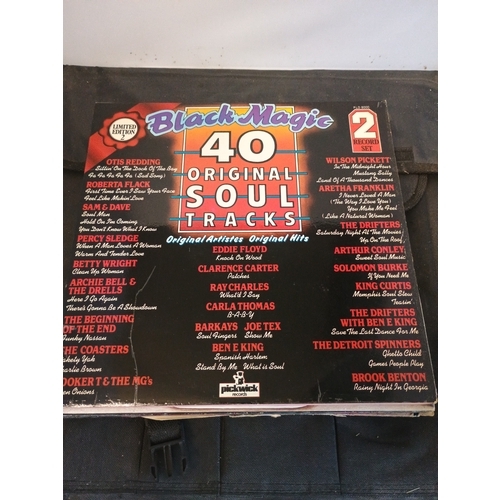 LIMITED
EDITION
2
Black Magic
40
ORIGINAL
SOUL
TRACKS
Original Artistes Original Hits
2
RECORD
SET
OTIS REDDING
Sittin' On The Dock Of The Bay
Fa Fa Fa Fa Fa (Sad Song)
ROBERTA FLACK
First Time Ever I Saw Your Face
Feel Like Makin' Love
SAM & DAVE
Soul Man
Hold On I'm Coming
You Don't Know What I Know
PERCY SLEDGE
When A Man Loves A Woman
Warm And Tender Love
BETTY WRIGHT
Clean Up Woman
ARCHIE BELL &
THE DRELLS
Here I Go Again
There's Gonna Be A Showdown
THE BEGINNING
OF THE END
Funky Nassau
THE COASTERS
akety Yak
harlie Brown
OOKER T & THE MG's
en Onions
EDDIE FLOYD
Knock On Wood
CLARENCE CARTER
Patches
RAY CHARLES
What'd I Say
CARLA THOMAS
B-A-B-Y
BARKAYS JOE TEX
Soul Fingers Show Me
BEN E KING
Spanish Harlem
Stand By Me What is Soul
pickwick
records
WILSON PICKETT
In The Midnight Hour
Mustang Sally
Land Of A Thousand Dances
ARETHA FRANKLIN
I Never Loved A Man
(The Way I Love You)
You Make Me Feel
(Like A Natural Woman)
THE DRIFTERS
Saturday Night At The Movies
Up On The Roof
ARTHUR CONLEY
Sweet Soul Music
SOLOMON BURKE
If You Need Me
KING CURTIS
Memphis Soul Stew
Teasin'
THE DRIFTERS
WITH BEN E KING
Save The Last Dance For Me
THE DETROIT SPINNERS
Ghetto Child
Games People Play
BROOK BENTON
Rainy Night In Georgia